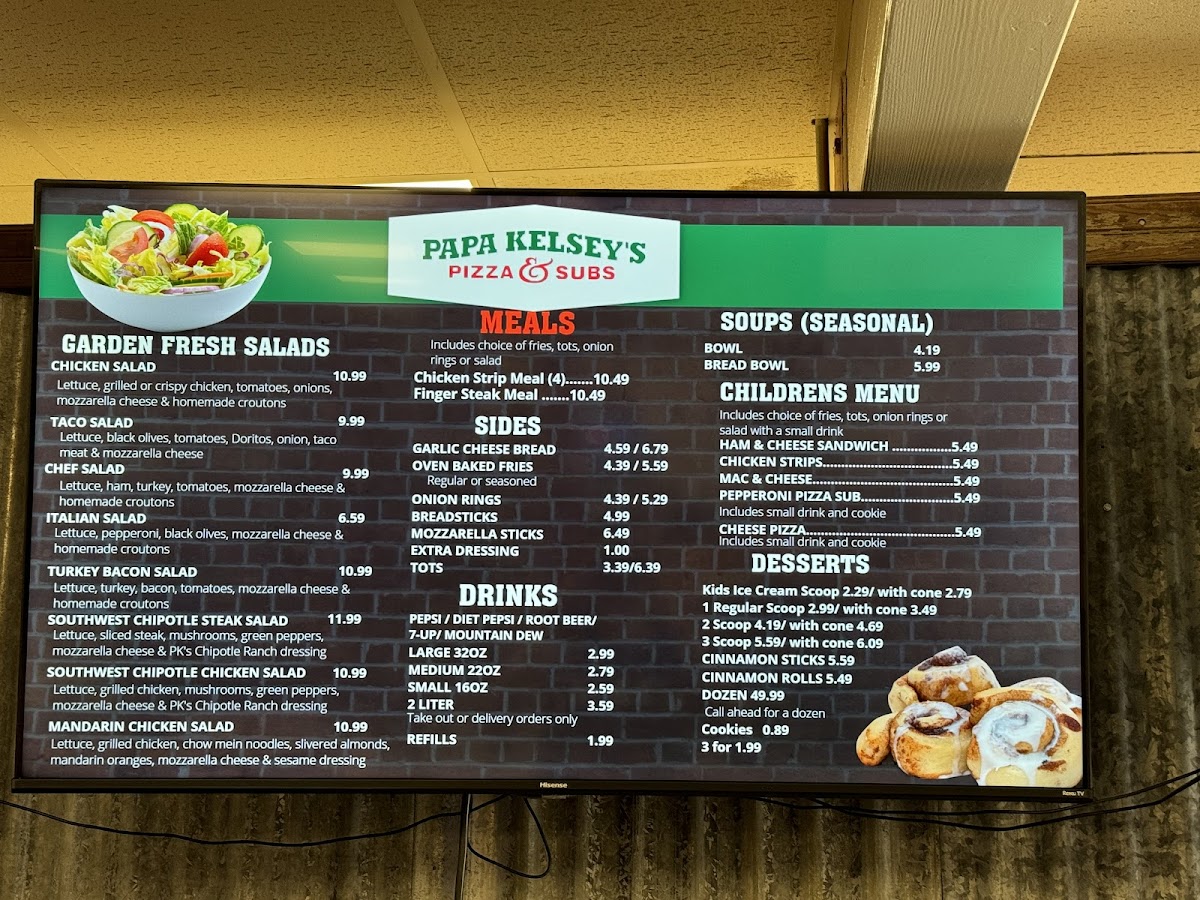 PAPA KELSEY'S
PIZZA & SUBS
GARDEN FRESH SALADS
CHICKEN SALAD 10.99
Lettuce, grilled or crispy chicken, tomatoes, onions,
mozzarella cheese & homemade croutons
TACO SALAD 9.99
Lettuce, black olives, tomatoes, Doritos, onion, taco
meat & mozzarella cheese
CHEF SALAD 9.99
Lettuce, ham, turkey, tomatoes, mozzarella cheese &
homemade croutons
ITALIAN SALAD 6.59
Lettuce, pepperoni, black olives, mozzarella cheese &
homemade croutons
TURKEY BACON SALAD 10.99
Lettuce, turkey, bacon, tomatoes, mozzarella cheese &
homemade croutons
SOUTHWEST CHIPOTLE STEAK SALAD 11.99
Lettuce, sliced steak, mushrooms, green peppers,
mozzarella cheese & PK's Chipotle Ranch dressing
SOUTHWEST CHIPOTLE CHICKEN SALAD 10.99
Lettuce, grilled chicken, mushrooms, green peppers,
mozzarella cheese & PK's Chipotle Ranch dressing
MANDARIN CHICKEN SALAD 10.99
Lettuce, grilled chicken, chow mein noodles, slivered almonds,
mandarin oranges, mozzarella cheese & sesame dressing
MEALS
Includes choice of fries, tots, onion
rings or salad
Chicken Strip Meal (4).......10.49
Finger Steak Meal .......10.49
SIDES
GARLIC CHEESE BREAD 4.59 / 6.79
OVEN BAKED FRIES 4.39 / 5.59
Regular or seasoned
ONION RINGS 4.39 / 5.29
BREADSTICKS 4.99
MOZZARELLA STICKS 6.49
EXTRA DRESSING 1.00
TOTS 3.39/6.39
DRINKS
PEPSI / DIET PEPSI / ROOT BEER/
7-UP/ MOUNTAIN DEW
LARGE 32OZ 2.99
MEDIUM 22OZ 2.79
SMALL 16OZ 2.59
2 LITER 3.59
Take out or delivery orders only
REFILLS 1.99
SOUPS (SEASONAL)
BOWL 4.19
BREAD BOWL 5.99
CHILDRENS MENU
Includes choice of fries, tots, onion rings or
salad with a small drink
HAM & CHEESE SANDWICH ................5.49
CHICKEN STRIPS...................................5.49
MAC & CHEESE......................................5.49
PEPPERONI PIZZA SUB.........................5.49
Includes small drink and cookie
CHEESE PIZZA........................................5.49
Includes small drink and cookie
DESSERTS
Kids Ice Cream Scoop 2.29/ with cone 2.79
1 Regular Scoop 2.99/ with cone 3.49
2 Scoop 4.19/ with cone 4.69
3 Scoop 5.59/ with cone 6.09
CINNAMON STICKS 5.59
CINNAMON ROLLS 5.49
DOZEN 49.99
Call ahead for a dozen
Cookies 0.89
3 for 1.99
Hisense
Roku TV